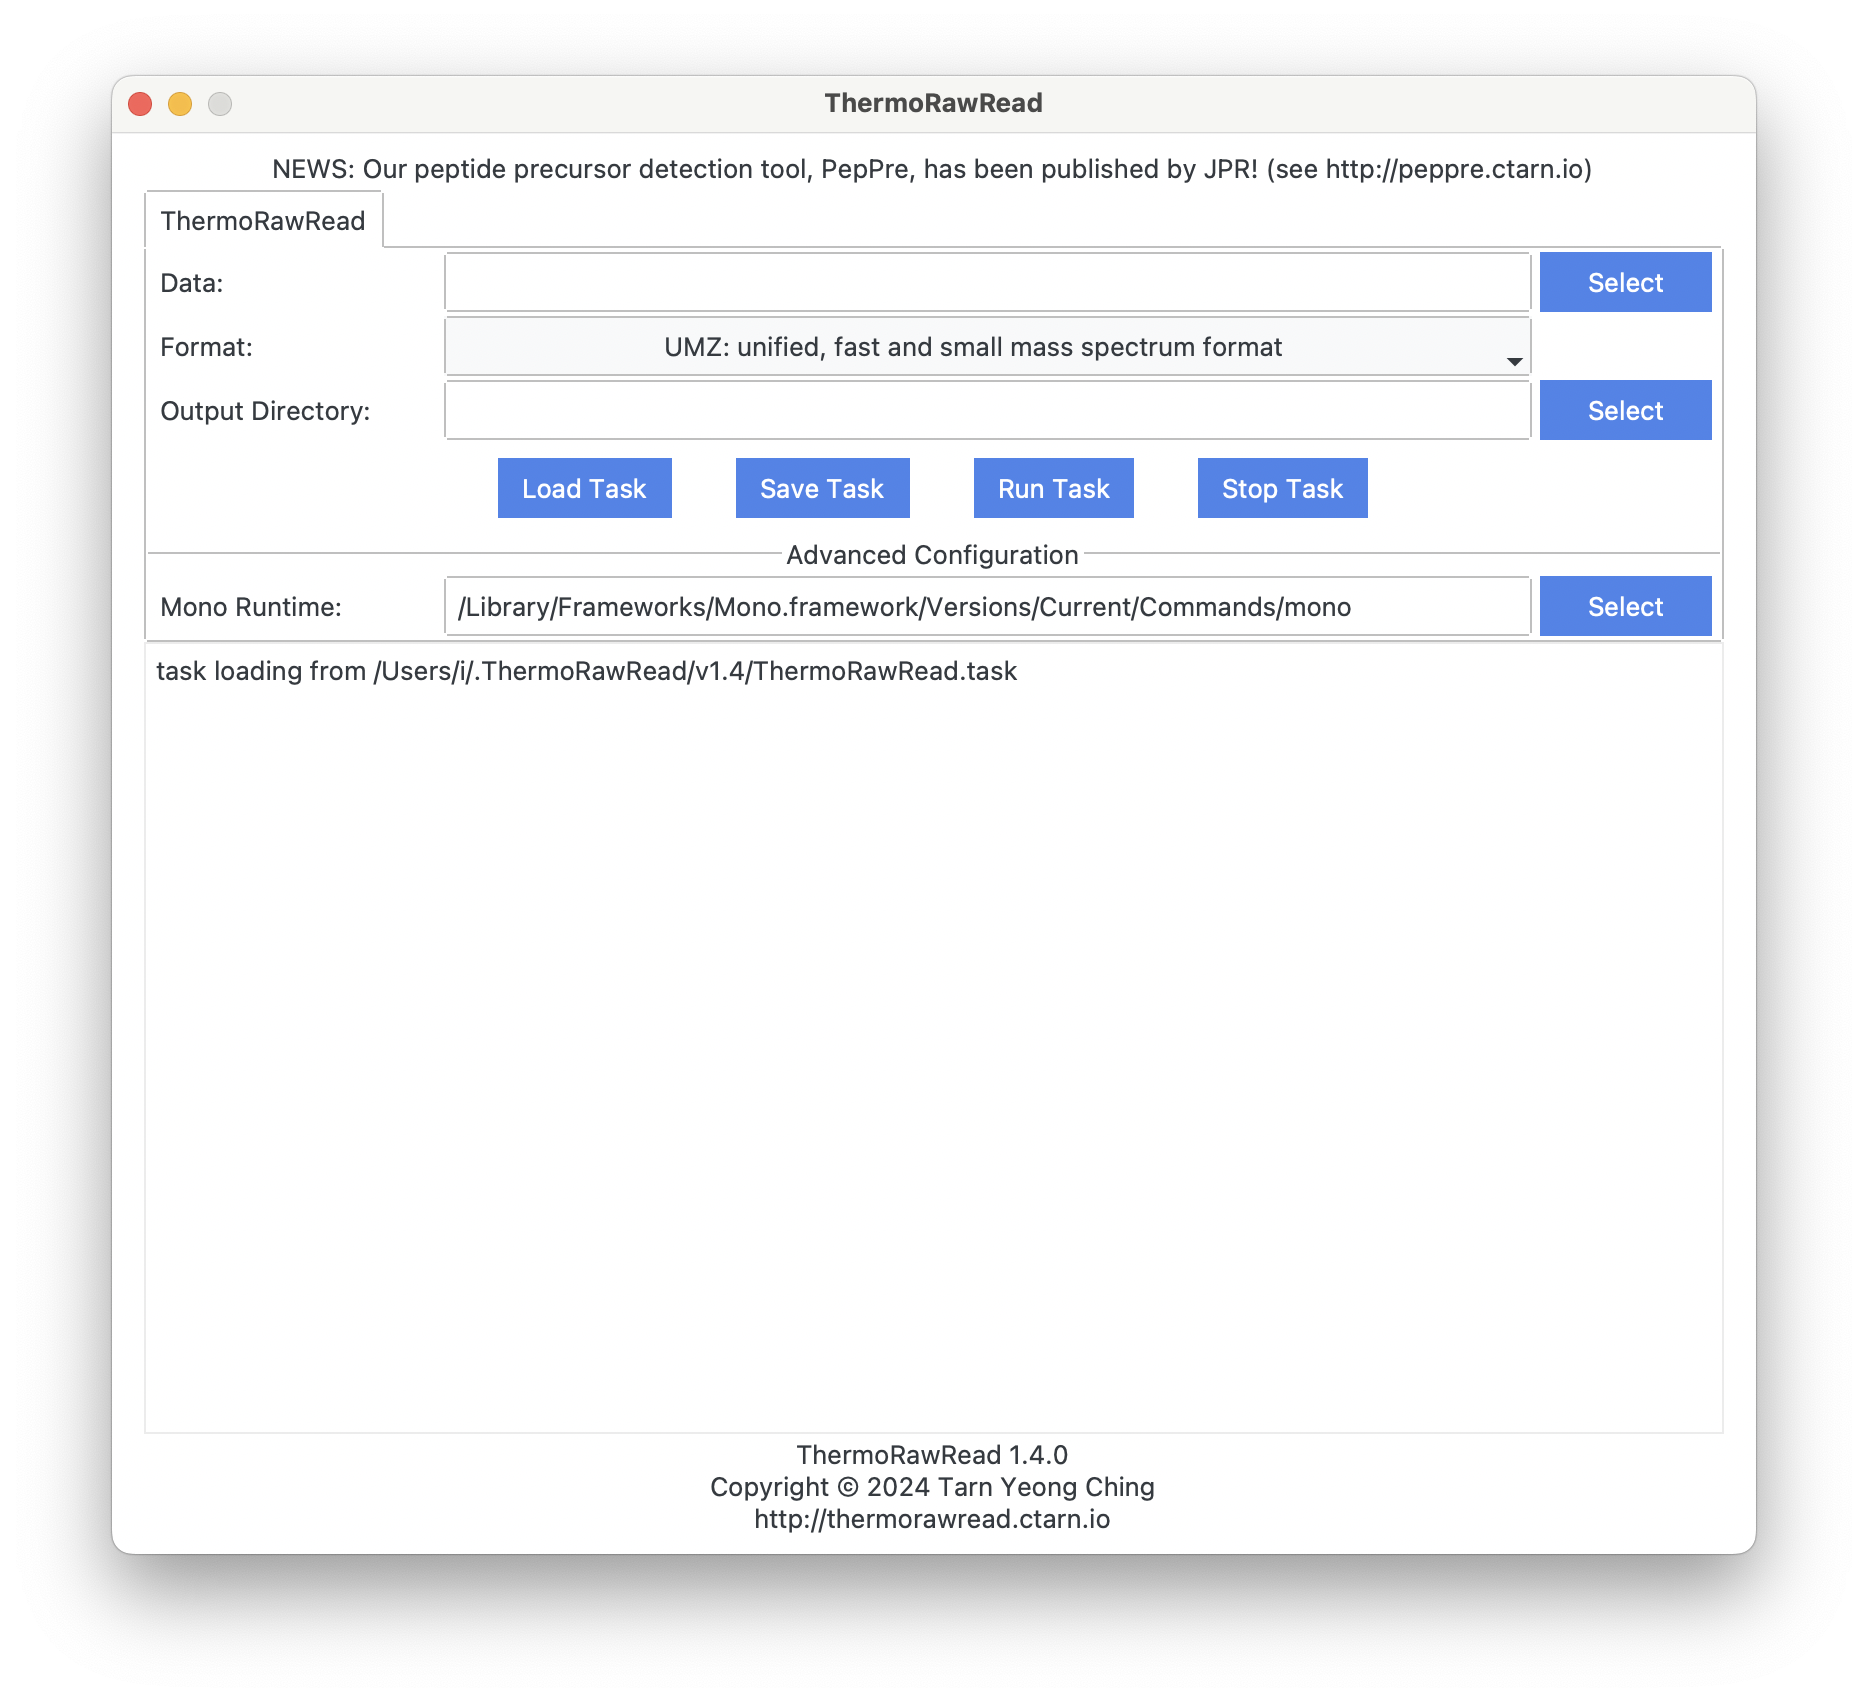 ThermoRawRead
NEWS: Our peptide precursor detection tool, PepPre, has been published by JPR! (see http://peppre.ctarn.io)
ThermoRawRead
Data:
Select
Format:
UMZ: unified, fast and small mass spectrum format
Output Directory:
Select
Load Task
Save Task
Run Task
Stop Task
Advanced Configuration
Mono Runtime:
/Library/Frameworks/Mono.framework/Versions/Current/Commands/mono
Select
task loading from /Users/i/.ThermoRawRead/v1.4/ThermoRawRead.task
ThermoRawRead 1.4.0
Copyright © 2024 Tarn Yeong Ching
http://thermorawread.ctarn.io